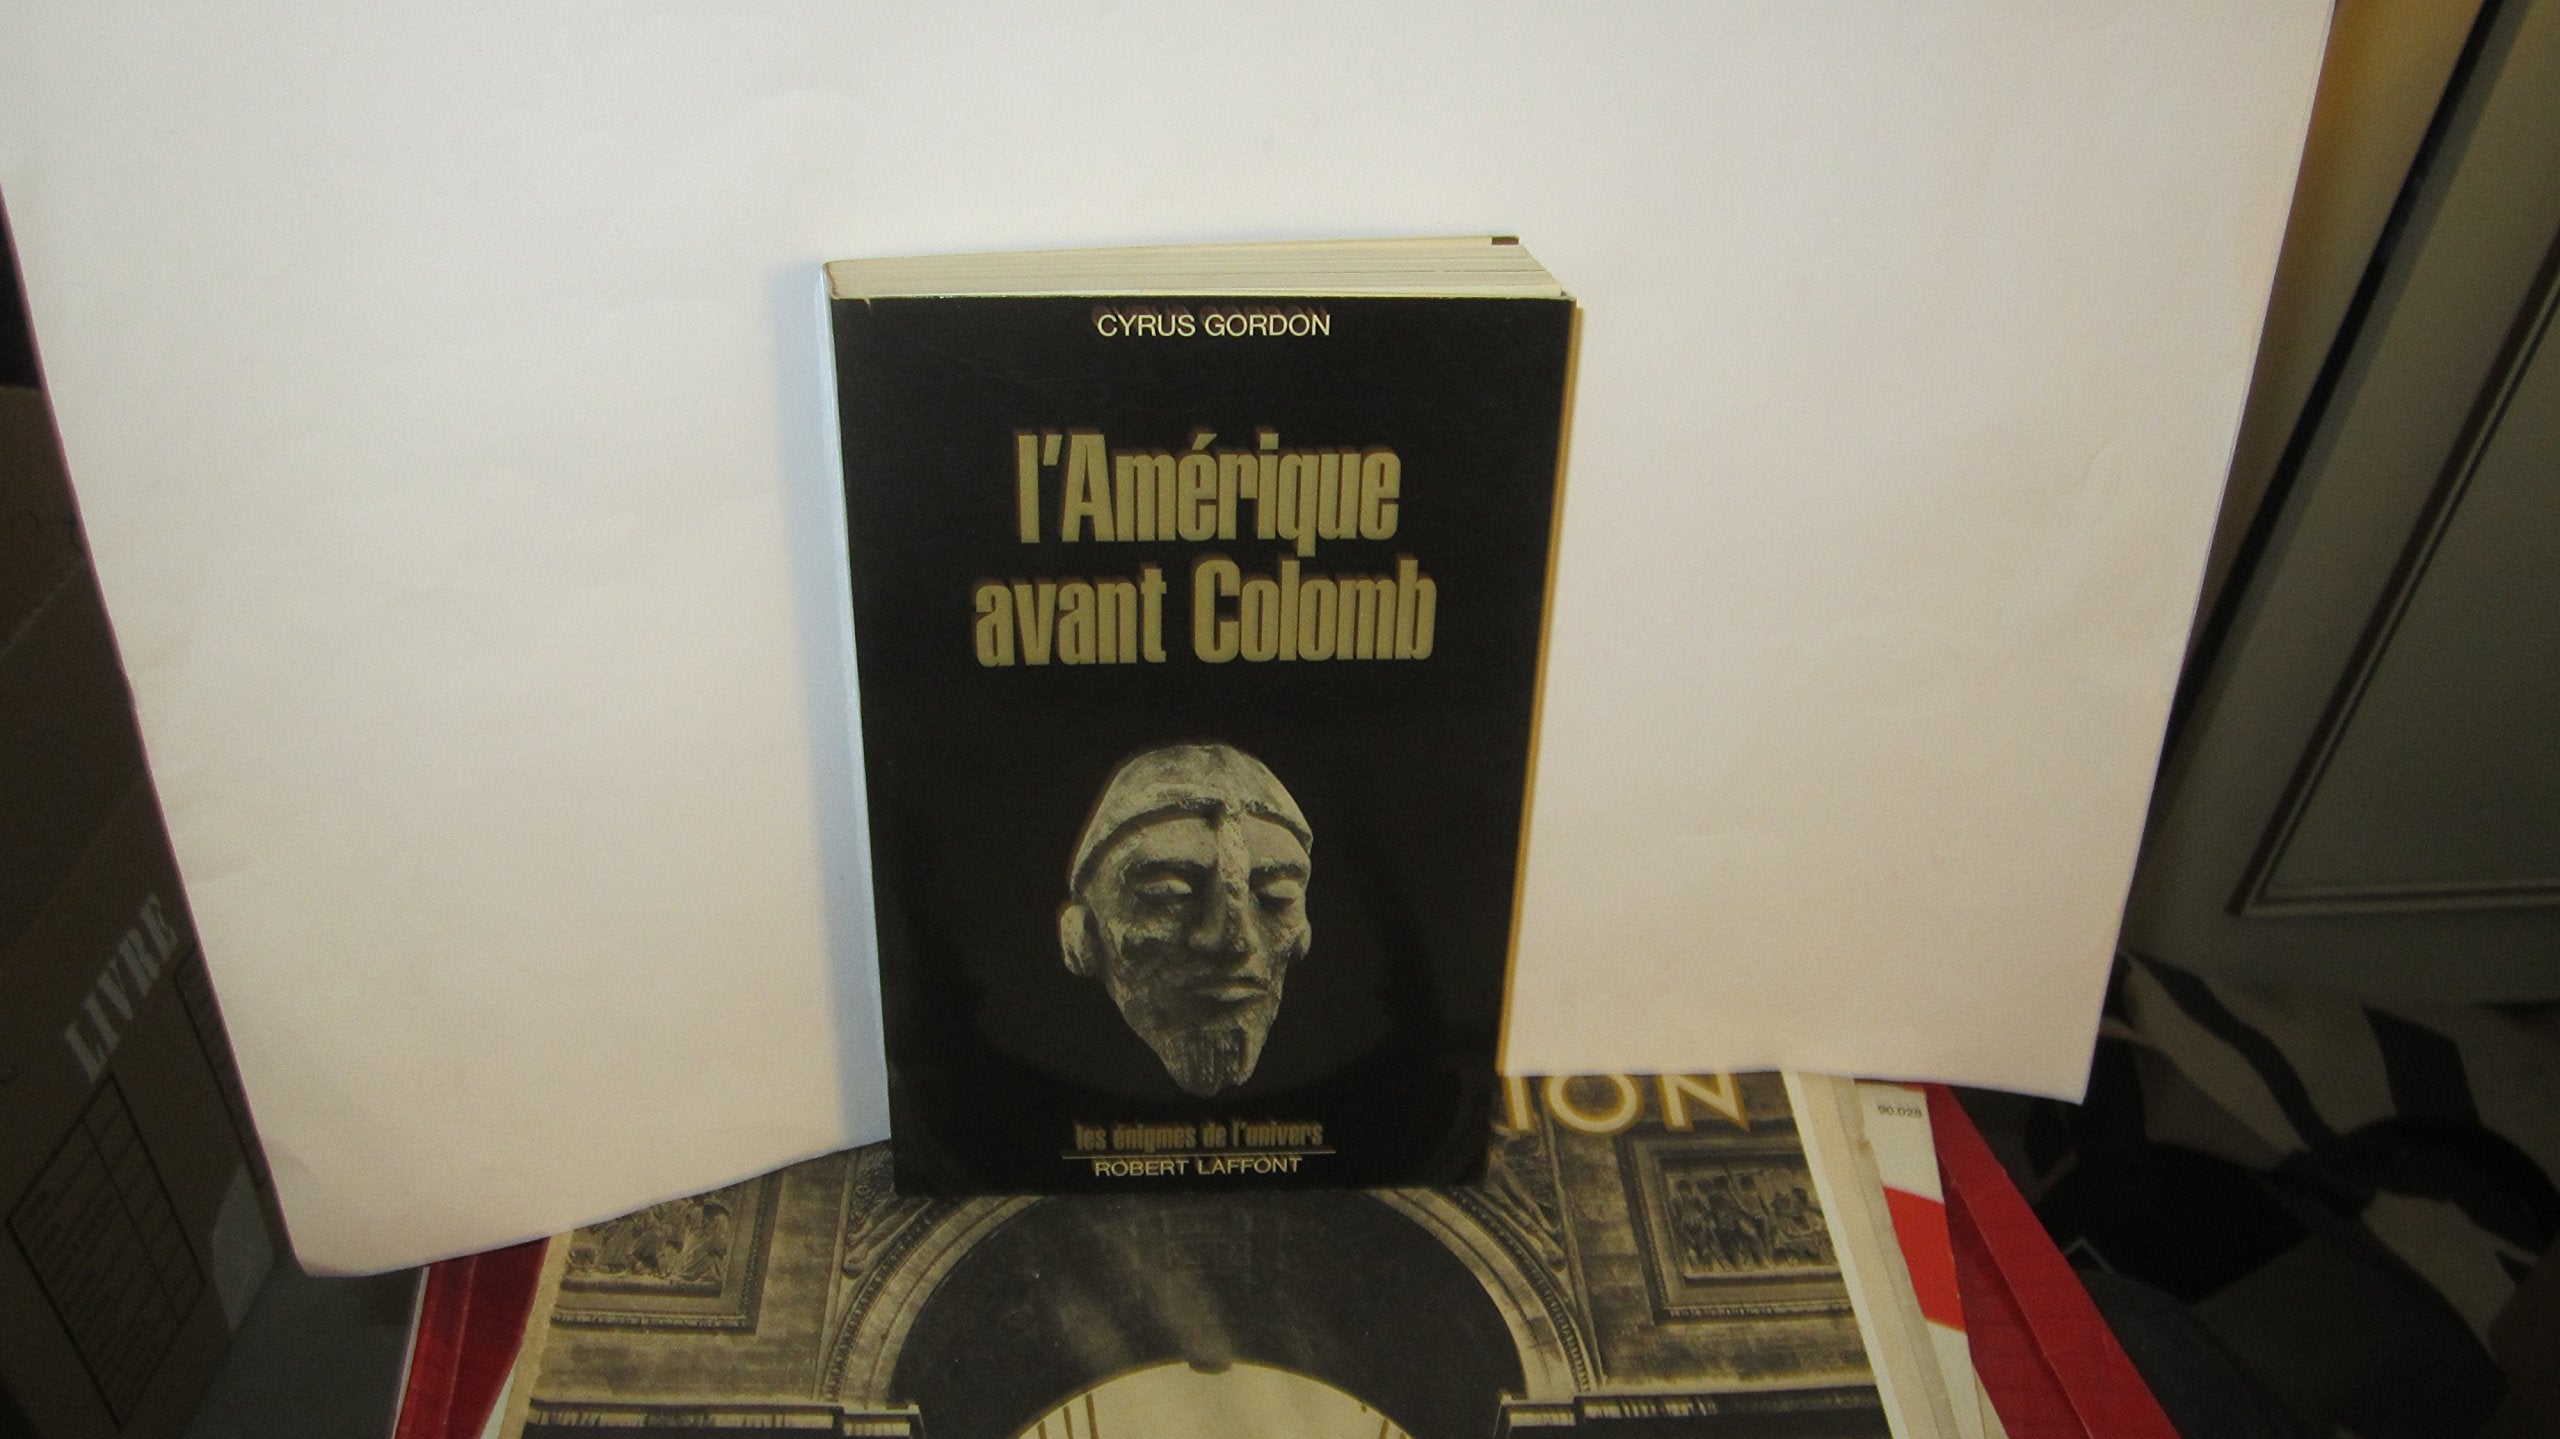 CYRUS GORDON
l'Amérique
avant Colomb
les énigmes de l'univers
ROBERT LAFFONT
ION
90.028
LIVRE